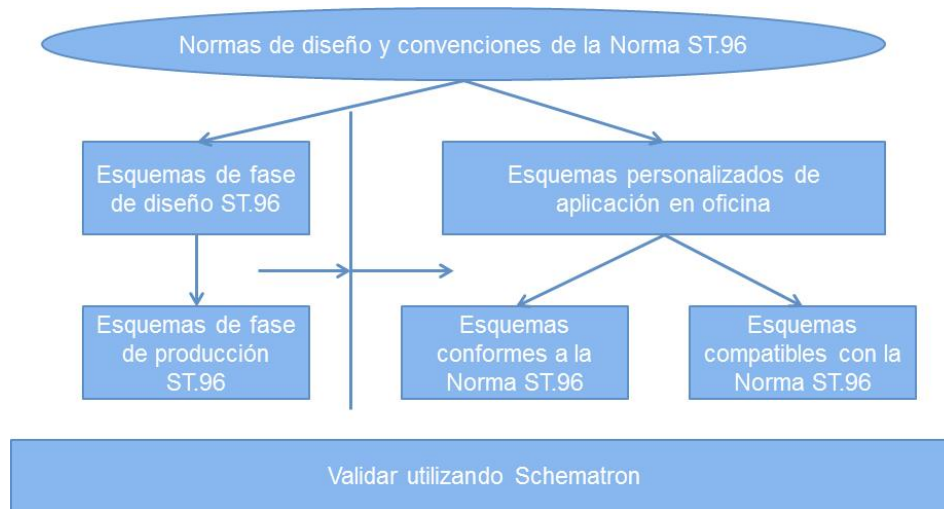 Normas de diseño y convenciones de la Norma ST.96
Esquemas de fase
de diseño ST.96
Esquemas personalizados de
aplicación en oficina
Esquemas de fase
de producción
ST.96
Esquemas
conformes a la
Norma ST.96
Esquemas
compatibles con la
Norma ST.96
Validar utilizando Schematron